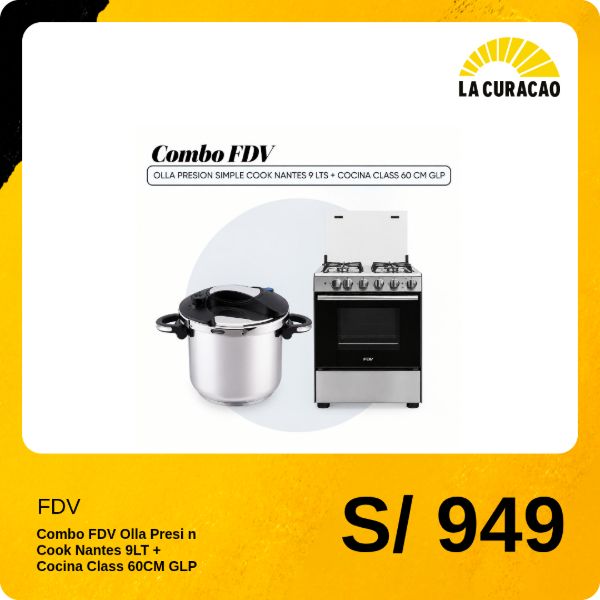 LA CURACAO
Combo FDV
OLLA PRESION SIMPLE COOK NANTES 9 LTS + COCINA CLASS 60 CM GLP
FDV
FDV
Combo FDV Olla Presi n
Cook Nantes 9LT +
Cocina Class 60CM GLP
S/ 949